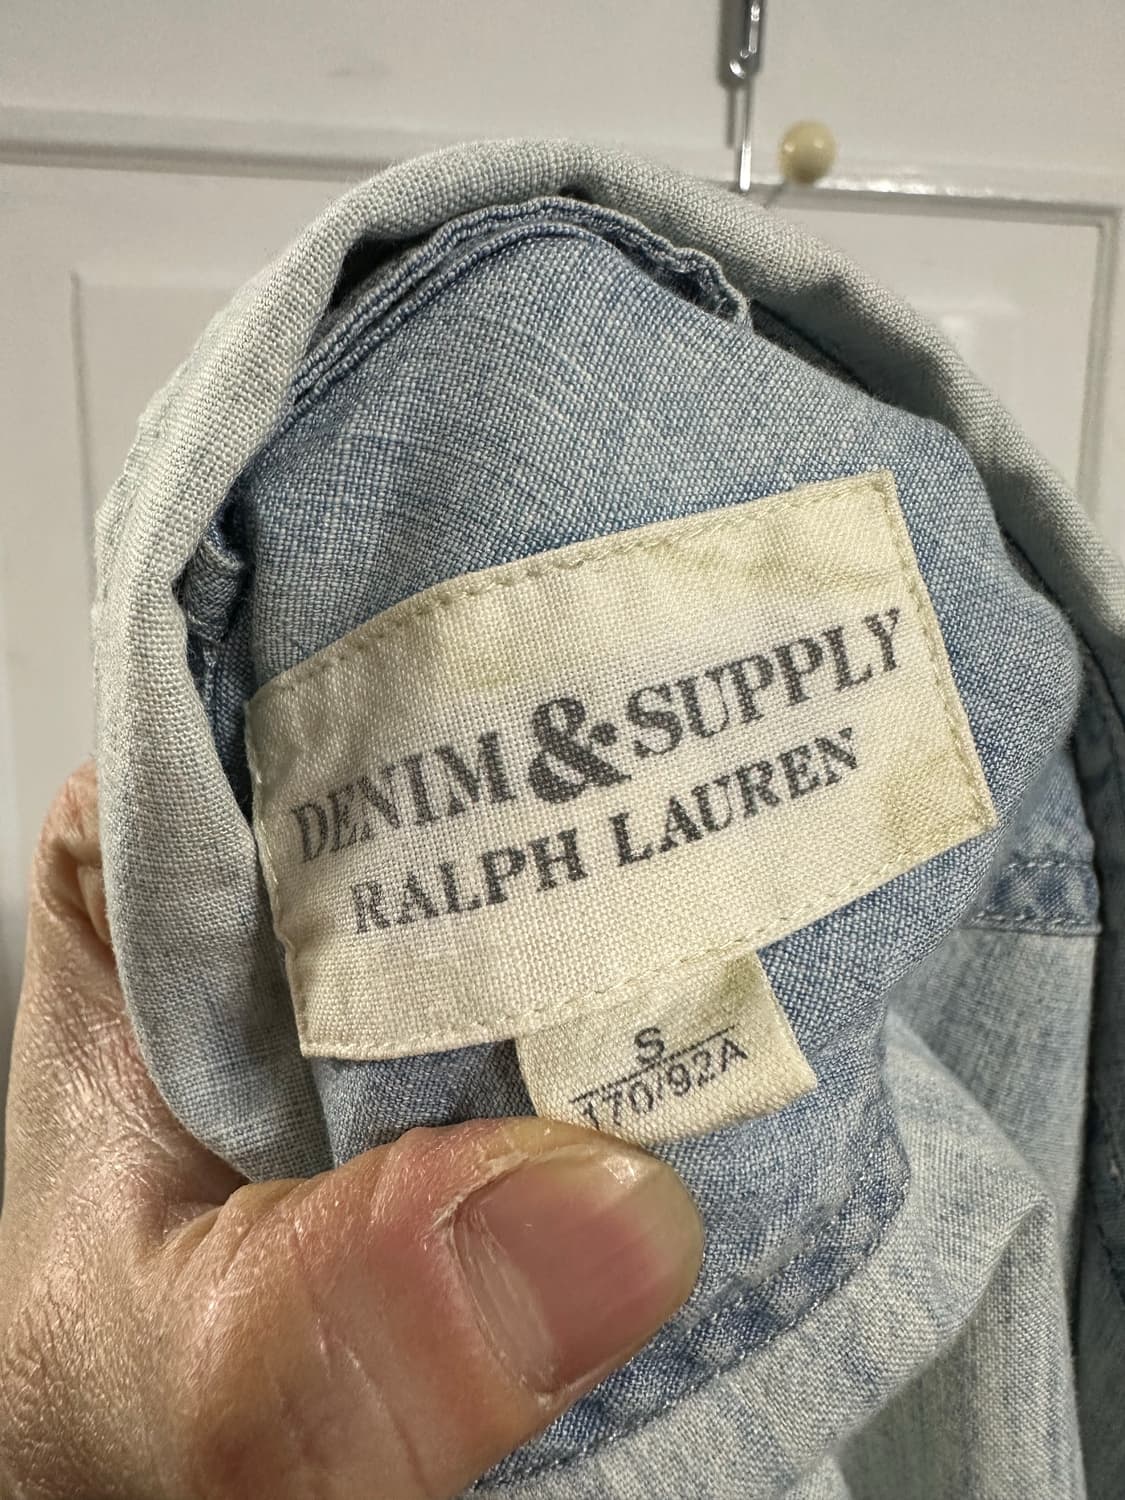 DENIM & SUPPLY
RALPH LAUREN
S
170/92A